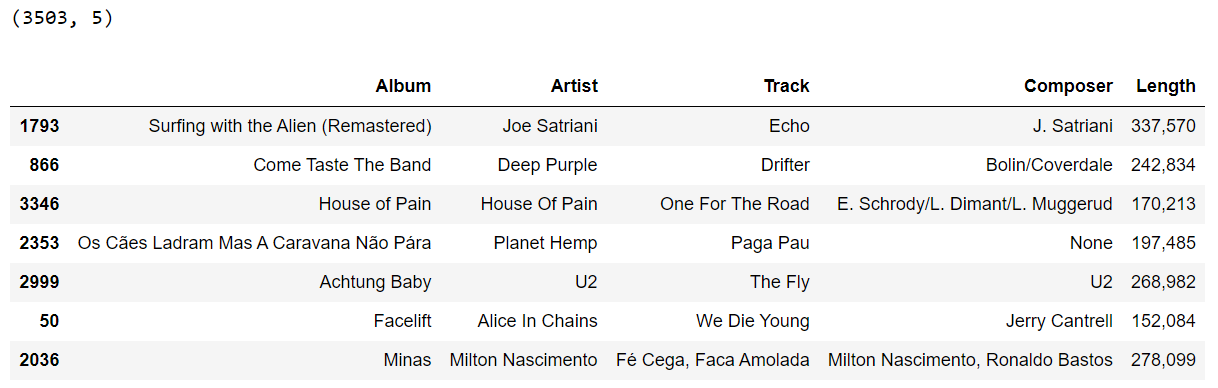 (3503, 5)
Album Artist Track Composer Length
1793 Surfing with the Alien (Remastered) Joe Satriani Echo J. Satriani 337,570
866 Come Taste The Band Deep Purple Drifter Bolin/Coverdale 242,834
3346 House of Pain House Of Pain One For The Road E. Schrody/L. Dimant/L. Muggerud 170,213
2353 Os Cães Ladram Mas A Caravana Não Pára Planet Hemp Paga Pau None 197,485
2999 Achtung Baby U2 The Fly U2 268,982
50 Facelift Alice In Chains We Die Young Jerry Cantrell 152,084
2036 Minas Milton Nascimento Fé Cega, Faca Amolada Milton Nascimento, Ronaldo Bastos 278,099